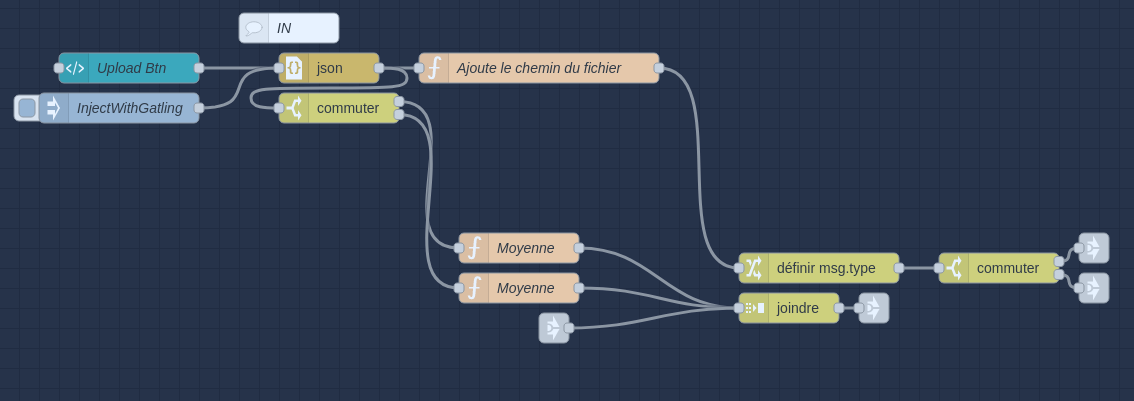 IN
Upload Btn
json
Ajoute le chemin du fichier
InjectWithGatling
commuter
Moyenne
définir msg.type
commuter
Moyenne
joindre